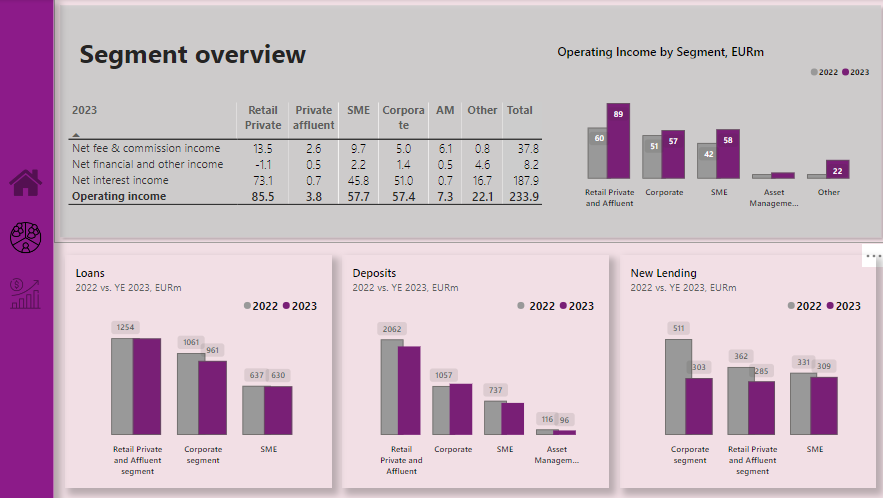 Segment overview
2023 Retail Private Private affluent SME Corpora te AM Other Total
Net fee & commission income 13.5 2.6 9.7 5.0 6.1 0.8 37.8
Net financial and other income -1.1 0.5 2.2 1.4 0.5 4.6 8.2
Net interest income 73.1 0.7 45.8 51.0 0.7 16.7 187.9
Operating income 85.5 3.8 57.7 57.4 7.3 22.1 233.9
Operating Income by Segment, EURm
2022 2023
60 89 51 57 42 58 22
Retail Private and Affluent
Corporate
SME
Asset Manageme...
Other
Loans
2022 vs. YE 2023, EURm
2022 2023
1254 1061 961 637 630
Retail Private and Affluent segment
Corporate segment
SME
Deposits
2022 vs. YE 2023, EURm
2022 2023
2062 1057 737 116 96
Retail Private and Affluent
Corporate
SME
Asset Managem...
New Lending
2022 vs. YE 2023, EURm
2022 2023
511 303 362 285 331 309
Corporate segment
Retail Private and Affluent segment
SME